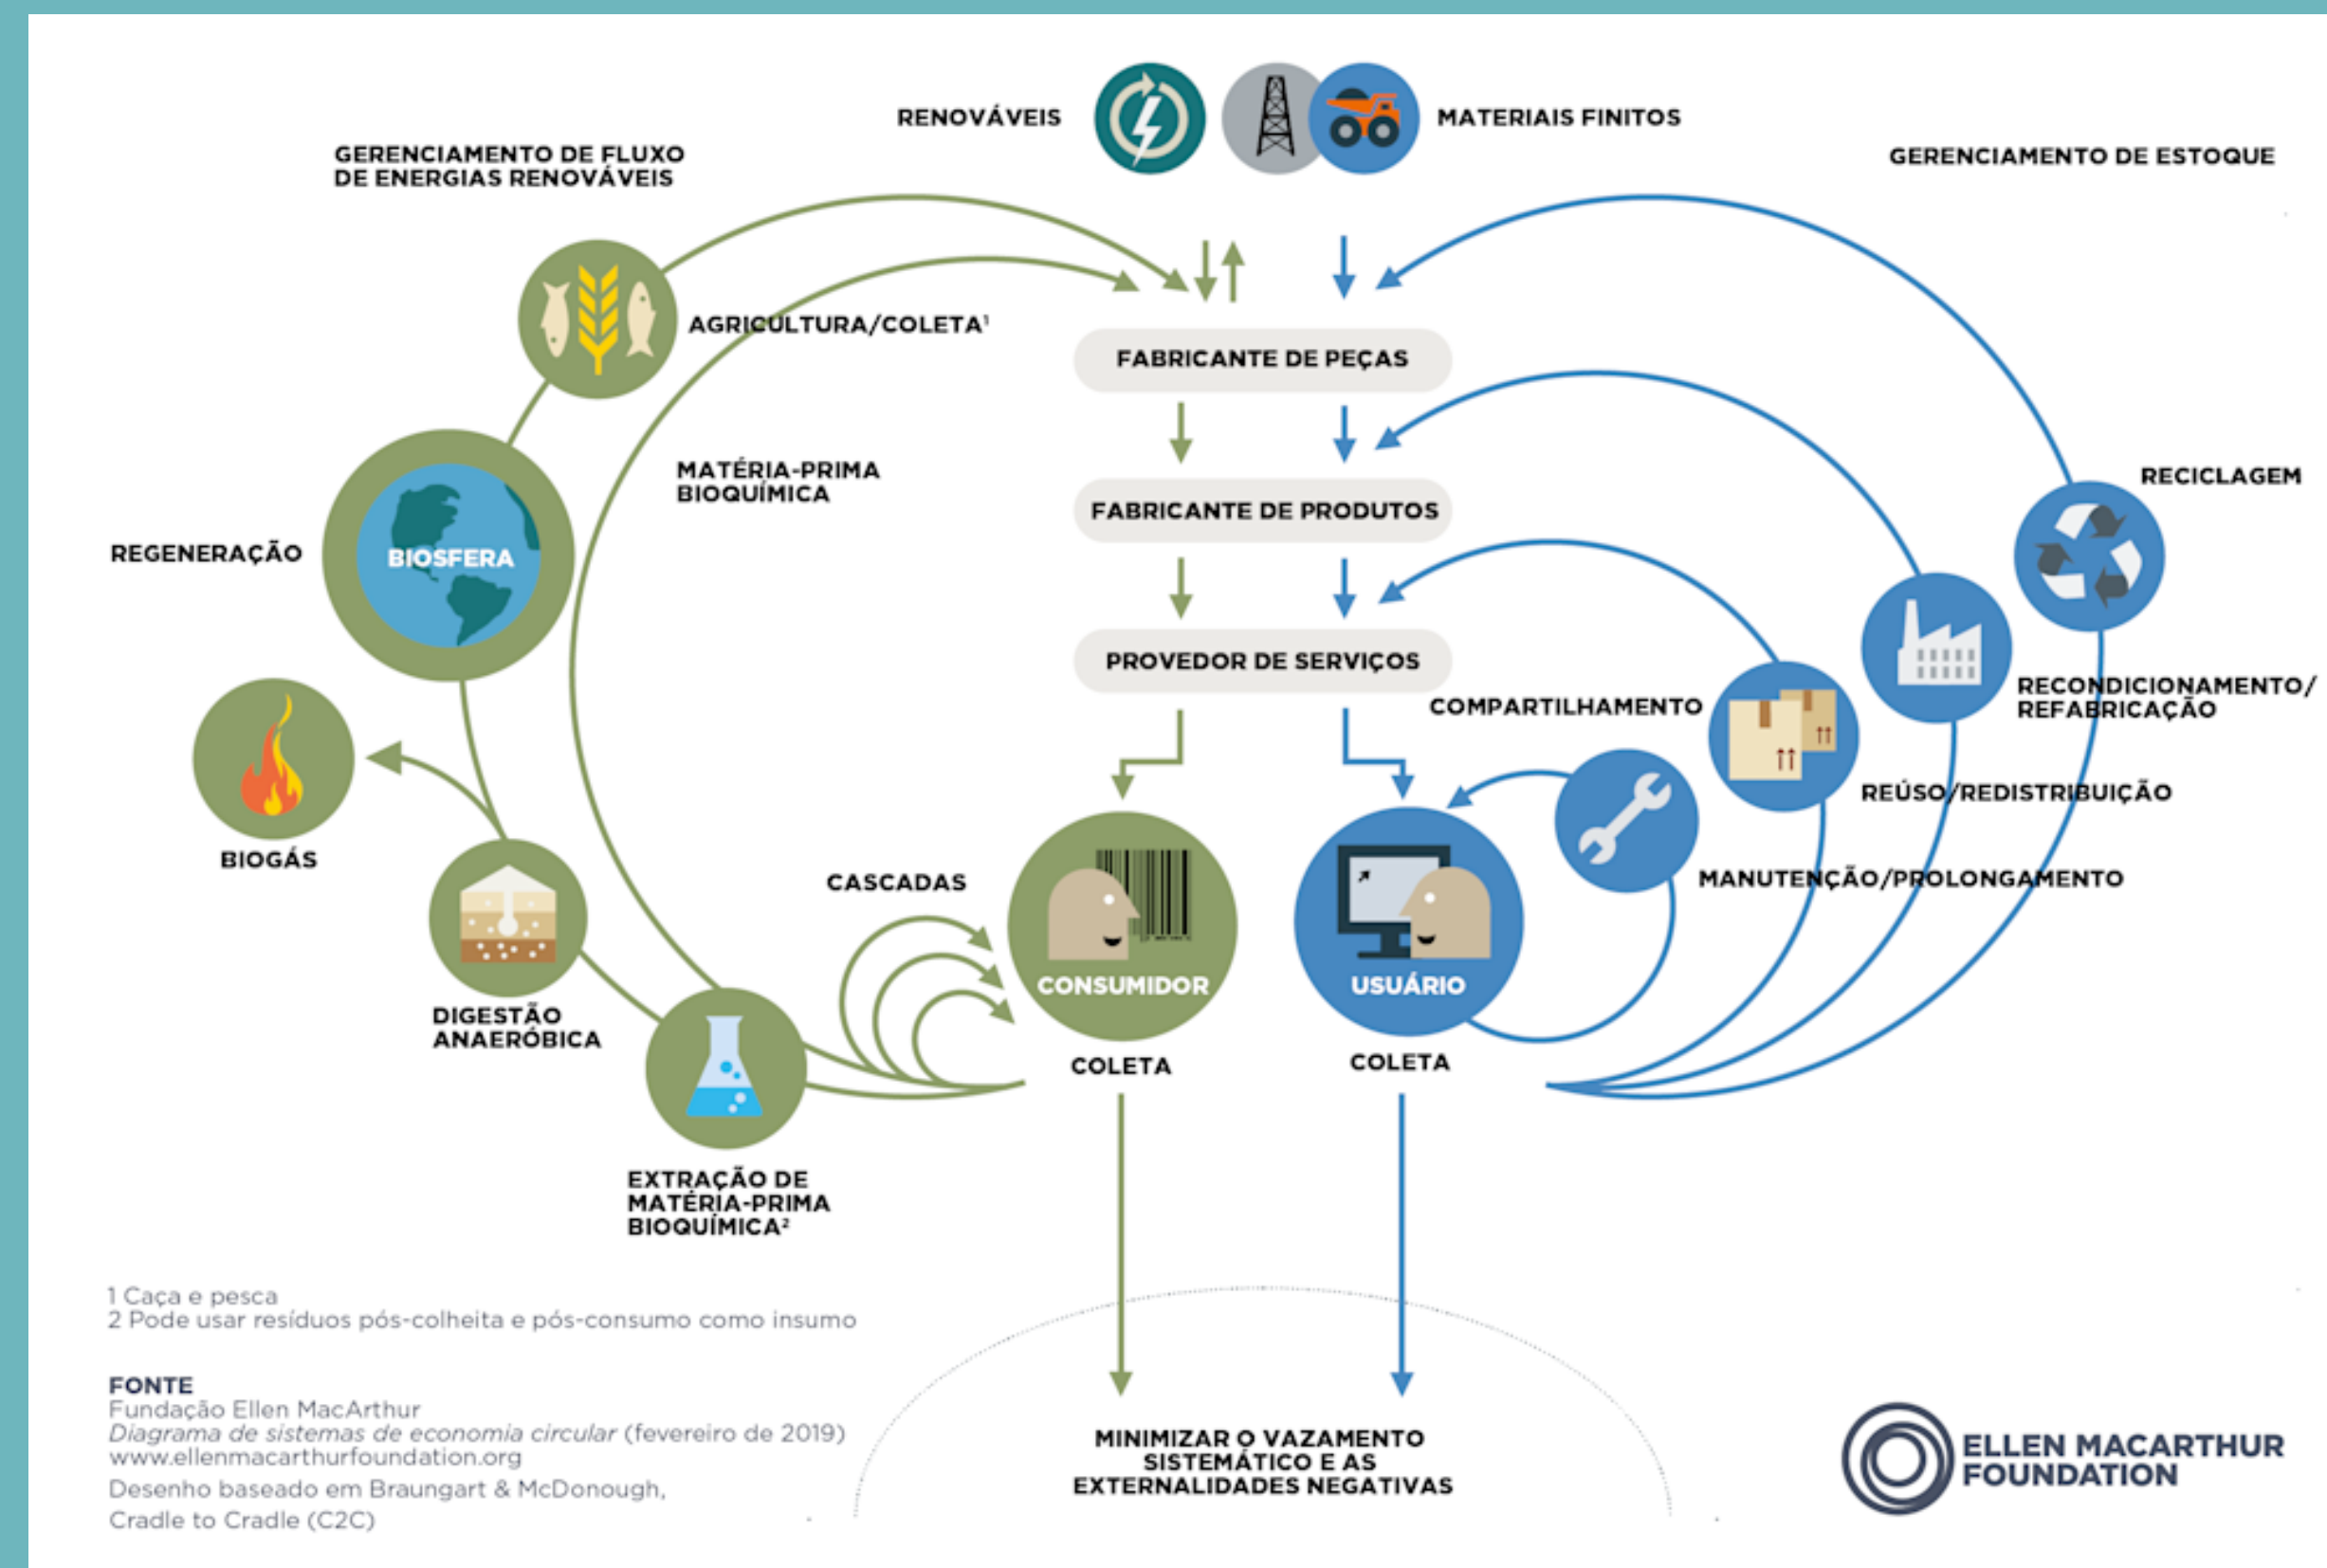 RENOVÁVEIS
MATERIAIS FINITOS
GERENCIAMENTO DE FLUXO
DE ENERGIAS RENOVÁVEIS
GERENCIAMENTO DE ESTOQUE
AGRICULTURA/COLETA¹
FABRICANTE DE PEÇAS
MATÉRIA-PRIMA
BIOQUÍMICA
RECICLAGEM
FABRICANTE DE PRODUTOS
REGENERAÇÃO
BIOSFERA
PROVEDOR DE SERVIÇOS
RECONDICIONAMENTO/
REFABRICAÇÃO
COMPARTILHAMENTO
REÚSO/REDISTRIBUIÇÃO
BIOGÁS
CASCADAS
MANUTENÇÃO/PROLONGAMENTO
CONSUMIDOR
USUÁRIO
DIGESTÃO
ANAERÓBICA
COLETA
COLETA
EXTRAÇÃO DE
MATÉRIA-PRIMA
BIOQUÍMICA²
1 Caça e pesca
2 Pode usar resíduos pós-colheita e pós-consumo como insumo
FONTE
Fundação Ellen MacArthur
Diagrama de sistemas de economia circular (fevereiro de 2019)
www.ellenmacarthurfoundation.org
Desenho baseado em Braungart & McDonough,
Cradle to Cradle (C2C)
MINIMIZAR O VAZAMENTO
SISTEMÁTICO E AS
EXTERNALIDADES NEGATIVAS
ELLEN MACARTHUR
FOUNDATION